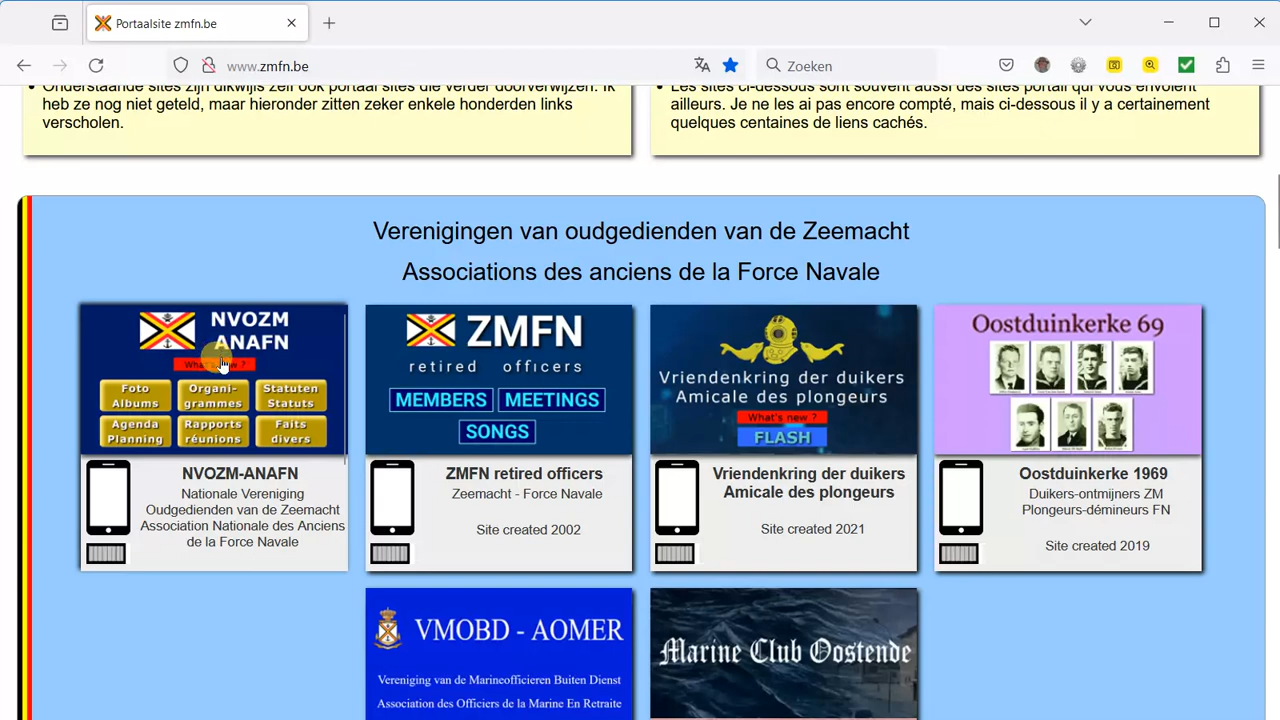 Portaalsite zmfn.be
www.zmfn.be
Zoeken
Onderstaande sites zijn dikwijls zelf ook portaal sites die verder doorverwijzen. Ik
heb ze nog niet geteld, maar hieronder zitten zeker enkele honderden links
verscholen.
Les sites ci-dessous sont souvent aussi des sites portail qui vous envoient
ailleurs. Je ne les ai pas encore compté, mais ci-dessous il y a certainement
quelques centaines de liens cachés.
Verenigingen van oudgedienden van de Zeemacht
Associations des anciens de la Force Navale
NVOZM
ANAFN
What's new ?
Foto
Albums
Organi-
grammes
Statuten
Statuts
Agenda
Planning
Rapports
réunions
Faits
divers
NVOZM-ANAFN
Nationale Vereniging
Oudgedienden van de Zeemacht
Association Nationale des Anciens
de la Force Navale
ZMFN
retired officers
MEMBERS
MEETINGS
SONGS
ZMFN retired officers
Zeemacht - Force Navale
Site created 2002
Vriendenkring der duikers
Amicale des plongeurs
What's new ?
FLASH
Vriendenkring der duikers
Amicale des plongeurs
Site created 2021
Oostduinkerke 69
Oostduinkerke 1969
Duikers-ontmijners ZM
Plongeurs-démineurs FN
Site created 2019
VMOBD - AOMER
Vereniging van de Marineofficieren Buiten Dienst
Association des Officiers de la Marine En Retraite
Marine Club Oostende